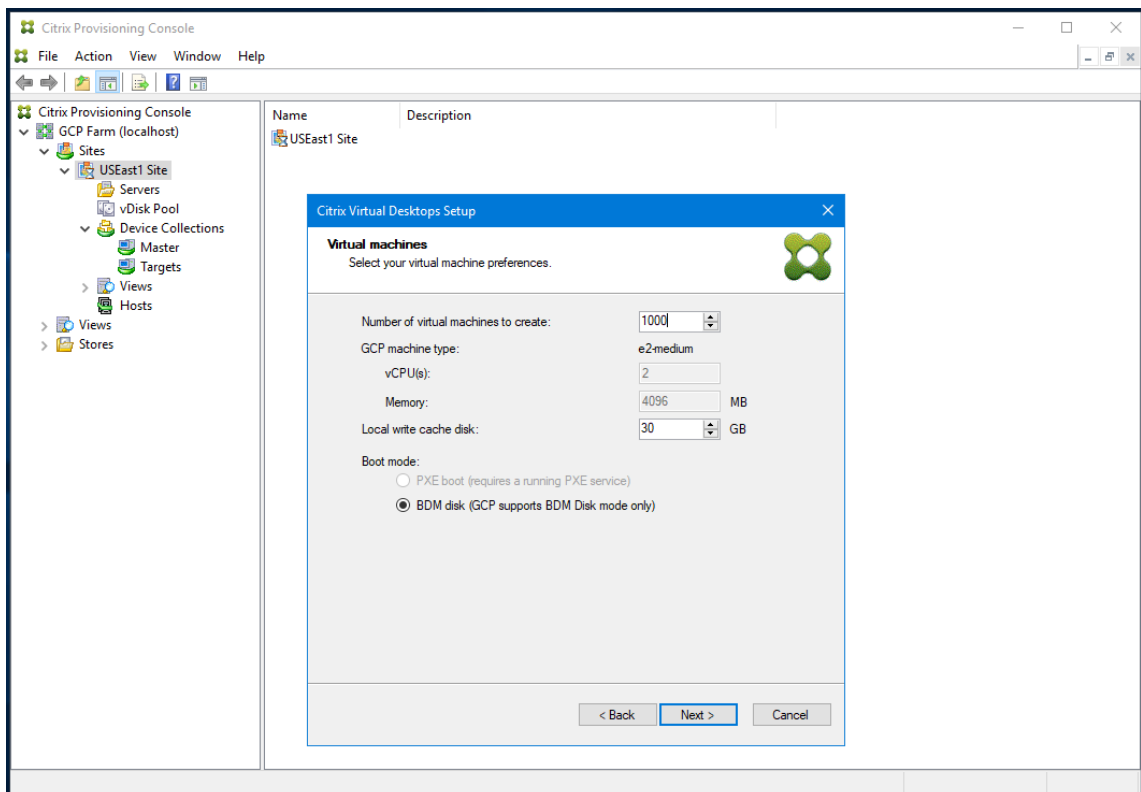 Citrix Provisioning Console
File Action View Window Help
Citrix Provisioning Console
GCP Farm (localhost)
Sites
USEast1 Site
Servers
vDisk Pool
Device Collections
Master
Targets
Views
Hosts
Views
Stores
Name Description
USEast1 Site
Citrix Virtual Desktops Setup
Virtual machines
Select your virtual machine preferences.
Number of virtual machines to create: 1000
GCP machine type: e2-medium
vCPU(s): 2
Memory: 4096 MB
Local write cache disk: 30 GB
Boot mode:
PXE boot (requires a running PXE service)
BDM disk (GCP supports BDM Disk mode only)
< Back Next > Cancel